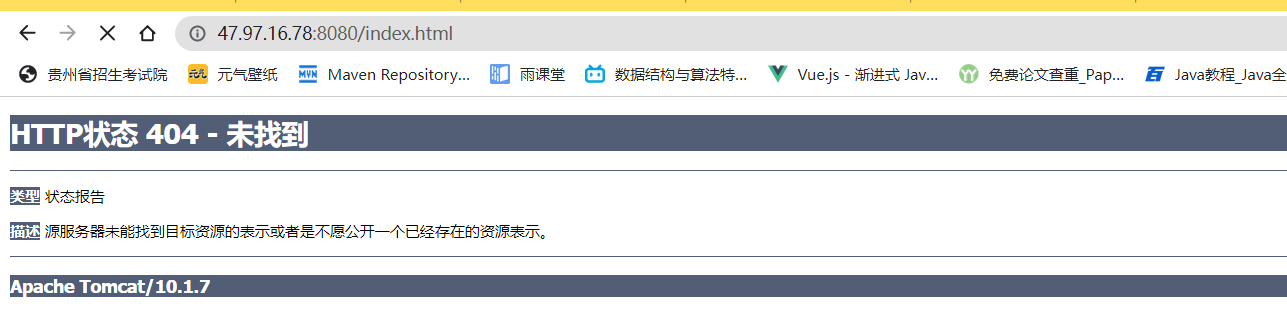 47.97.16.78:8080/index.html
贵州省招生考试院 元气 元气壁纸 MVN Maven Repository... 雨课堂 数据结构与算法特... Vue.js - 渐进式 Jav... 免费论文查重_Pap... 百 Java教程_Java全
HTTP状态 404 - 未找到
类型 状态报告
描述 源服务器未能找到目标资源的表示或者是不愿公开一个已经存在的资源表示。
Apache Tomcat/10.1.7